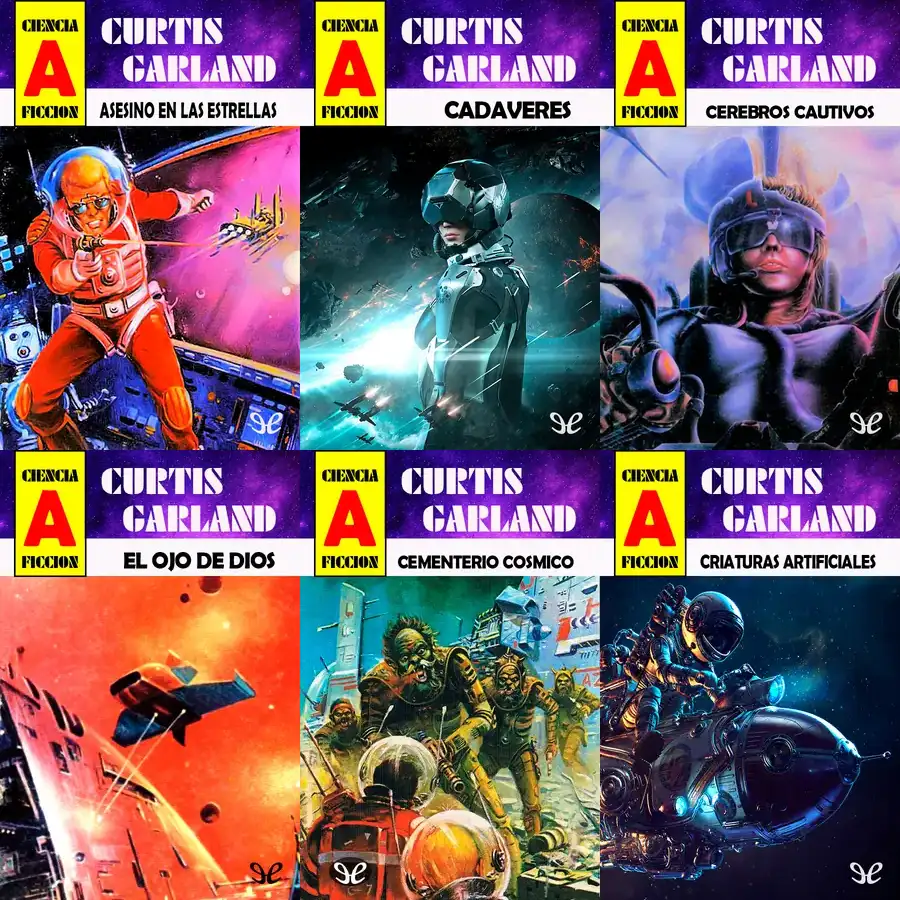 CIENCIA
A
FICCION
CURTIS
GARLAND
ASESINO EN LAS ESTRELLAS
CIENCIA
A
FICCION
CURTIS
GARLAND
CADAVERES
CIENCIA
A
FICCION
CURTIS
GARLAND
CEREBROS CAUTIVOS
CIENCIA
A
FICCION
CURTIS
GARLAND
EL OJO DE DIOS
CIENCIA
A
FICCION
CURTIS
GARLAND
CEMENTERIO COSMICO
CIENCIA
A
FICCION
CURTIS
GARLAND
CRIATURAS ARTIFICIALES